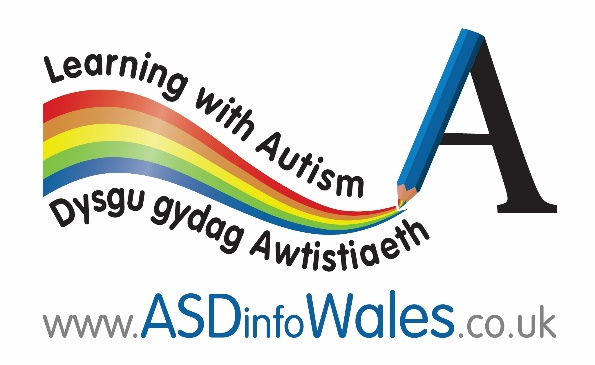 Learning with Autism
A
Dysgu gydag Awtistiaeth
www.ASDinfoWales.co.uk